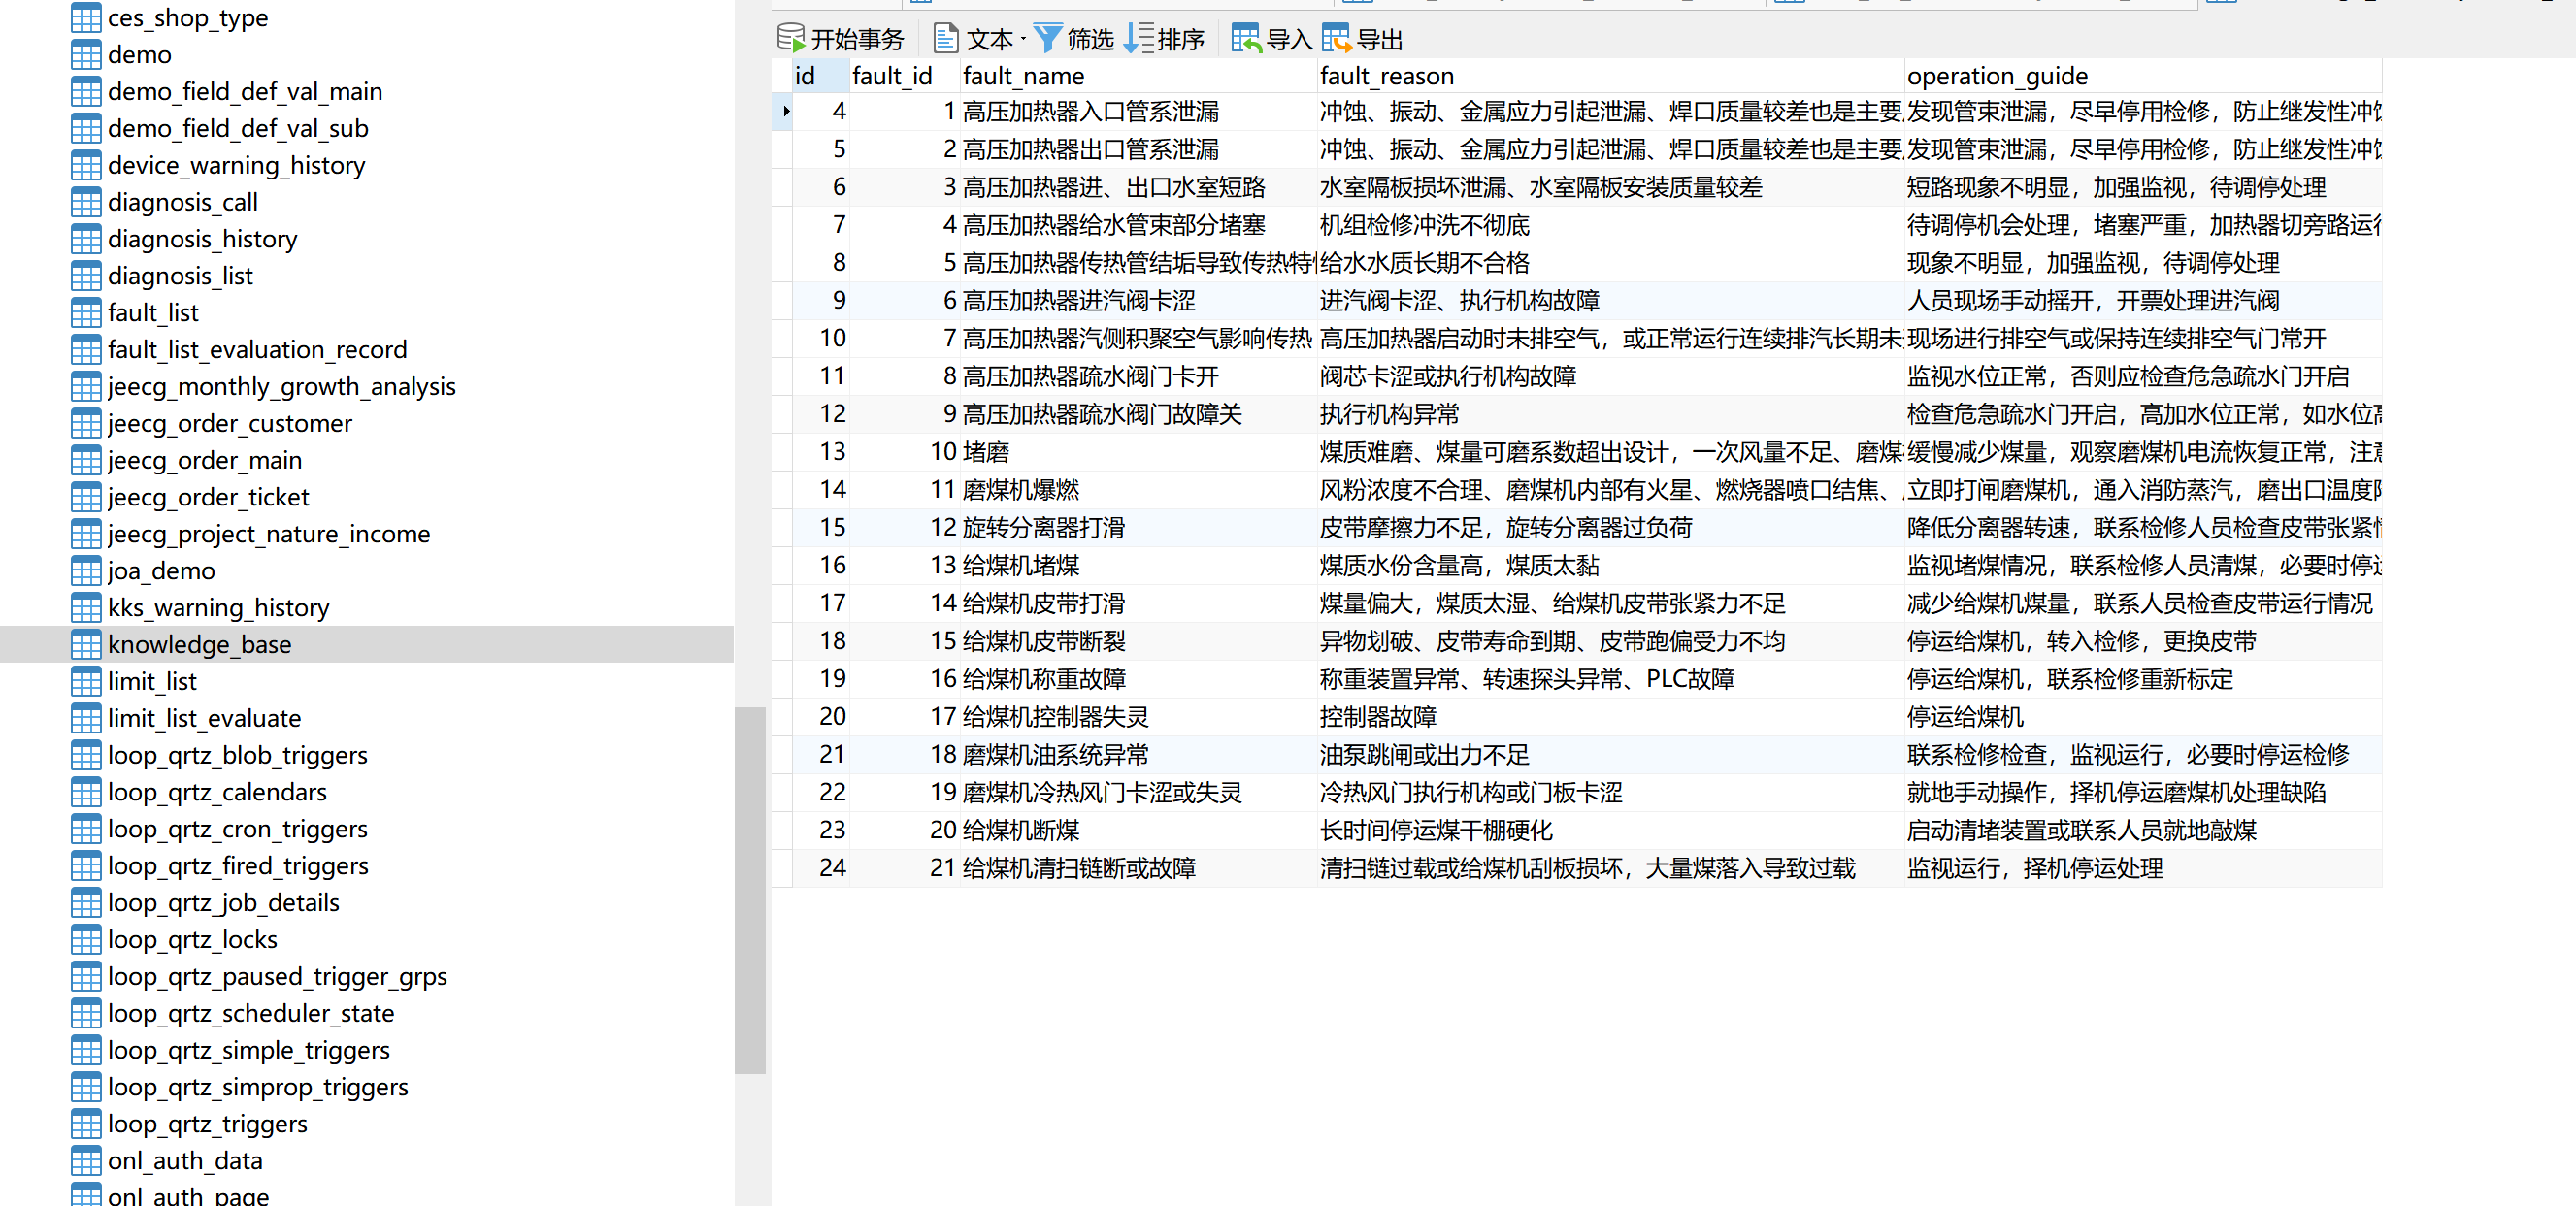 ces_shop_type
demo
demo_field_def_val_main
demo_field_def_val_sub
device_warning_history
diagnosis_call
diagnosis_history
diagnosis_list
fault_list
fault_list_evaluation_record
jeecg_monthly_growth_analysis
jeecg_order_customer
jeecg_order_main
jeecg_order_ticket
jeecg_project_nature_income
joa_demo
kks_warning_history
knowledge_base
limit_list
limit_list_evaluate
loop_qrtz_blob_triggers
loop_qrtz_calendars
loop_qrtz_cron_triggers
loop_qrtz_fired_triggers
loop_qrtz_job_details
loop_qrtz_locks
loop_qrtz_paused_trigger_grps
loop_qrtz_scheduler_state
loop_qrtz_simple_triggers
loop_qrtz_simprop_triggers
loop_qrtz_triggers
onl_auth_data
onl_auth_page
开始事务 文本 筛选 排序 导入 导出
id fault_id fault_name fault_reason operation_guide
4 1 高压加热器入口管系泄漏 冲蚀、振动、金属应力引起泄漏、焊口质量较差也是主要 发现管束泄漏，尽早停用检修，防止继发性冲蚀
5 2 高压加热器出口管系泄漏 冲蚀、振动、金属应力引起泄漏、焊口质量较差也是主要 发现管束泄漏，尽早停用检修，防止继发性冲蚀
6 3 高压加热器进、出口水室短路 水室隔板损坏泄漏、水室隔板安装质量较差 短路现象不明显，加强监视，待调停处理
7 4 高压加热器给水管束部分堵塞 机组检修冲洗不彻底 待调停机会处理，堵塞严重，加热器切旁路运行
8 5 高压加热器传热管结垢导致传热特 给水水质长期不合格 现象不明显，加强监视，待调停处理
9 6 高压加热器进汽阀卡涩 进汽阀卡涩、执行机构故障 人员现场手动摇开，开票处理进汽阀
10 7 高压加热器汽侧积聚空气影响传热 高压加热器启动时未排空气，或正常运行连续排汽长期未 现场进行排空气或保持连续排空气门常开
11 8 高压加热器疏水阀门卡开 阀芯卡涩或执行机构故障 监视水位正常，否则应检查危急疏水门开启
12 9 高压加热器疏水阀门故障关 执行机构异常 检查危急疏水门开启，高加水位正常，如水位高
13 10 堵磨 煤质难磨、煤量可磨系数超出设计，一次风量不足、磨煤 缓慢减少煤量，观察磨煤机电流恢复正常，注意
14 11 磨煤机爆燃 风粉浓度不合理、磨煤机内部有火星、燃烧器喷口结焦、 立即打闸磨煤机，通入消防蒸汽，磨出口温度降
15 12 旋转分离器打滑 皮带摩擦力不足，旋转分离器过负荷 降低分离器转速，联系检修人员检查皮带张紧情
16 13 给煤机堵煤 煤质水份含量高，煤质太黏 监视堵煤情况，联系检修人员清煤，必要时停运
17 14 给煤机皮带打滑 煤量偏大，煤质太湿、给煤机皮带张紧力不足 减少给煤机煤量，联系人员检查皮带运行情况
18 15 给煤机皮带断裂 异物划破、皮带寿命到期、皮带跑偏受力不均 停运给煤机，转入检修，更换皮带
19 16 给煤机称重故障 称重装置异常、转速探头异常、PLC故障 停运给煤机，联系检修重新标定
20 17 给煤机控制器失灵 控制器故障 停运给煤机
21 18 磨煤机油系统异常 油泵跳闸或出力不足 联系检修检查，监视运行，必要时停运检修
22 19 磨煤机冷热风门卡涩或失灵 冷热风门执行机构或门板卡涩 就地手动操作，择机停运磨煤机处理缺陷
23 20 给煤机断煤 长时间停运煤干棚硬化 启动清堵装置或联系人员就地敲煤
24 21 给煤机清扫链断或故障 清扫链过载或给煤机刮板损坏，大量煤落入导致过载 监视运行，择机停运处理